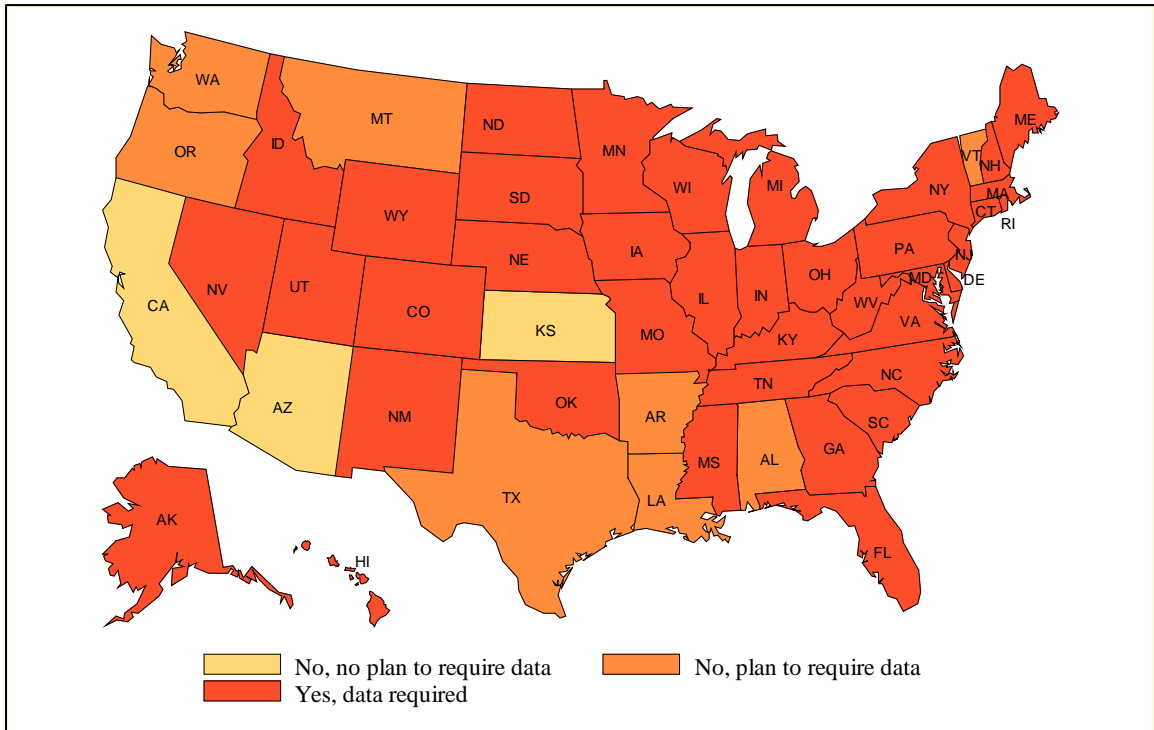 WA
MT
ND
MN
ME
OR
ID
VT
NH
SD
WI
MI
NY
MA
CT
RI
WY
IA
PA
NJ
NE
OH
MD
DE
NV
UT
IL
IN
WV
CA
CO
KS
MO
KY
VA
TN
NC
AZ
NM
OK
AR
SC
MS
AL
GA
TX
LA
AK
HI
FL
No, no plan to require data
No, plan to require data
Yes, data required